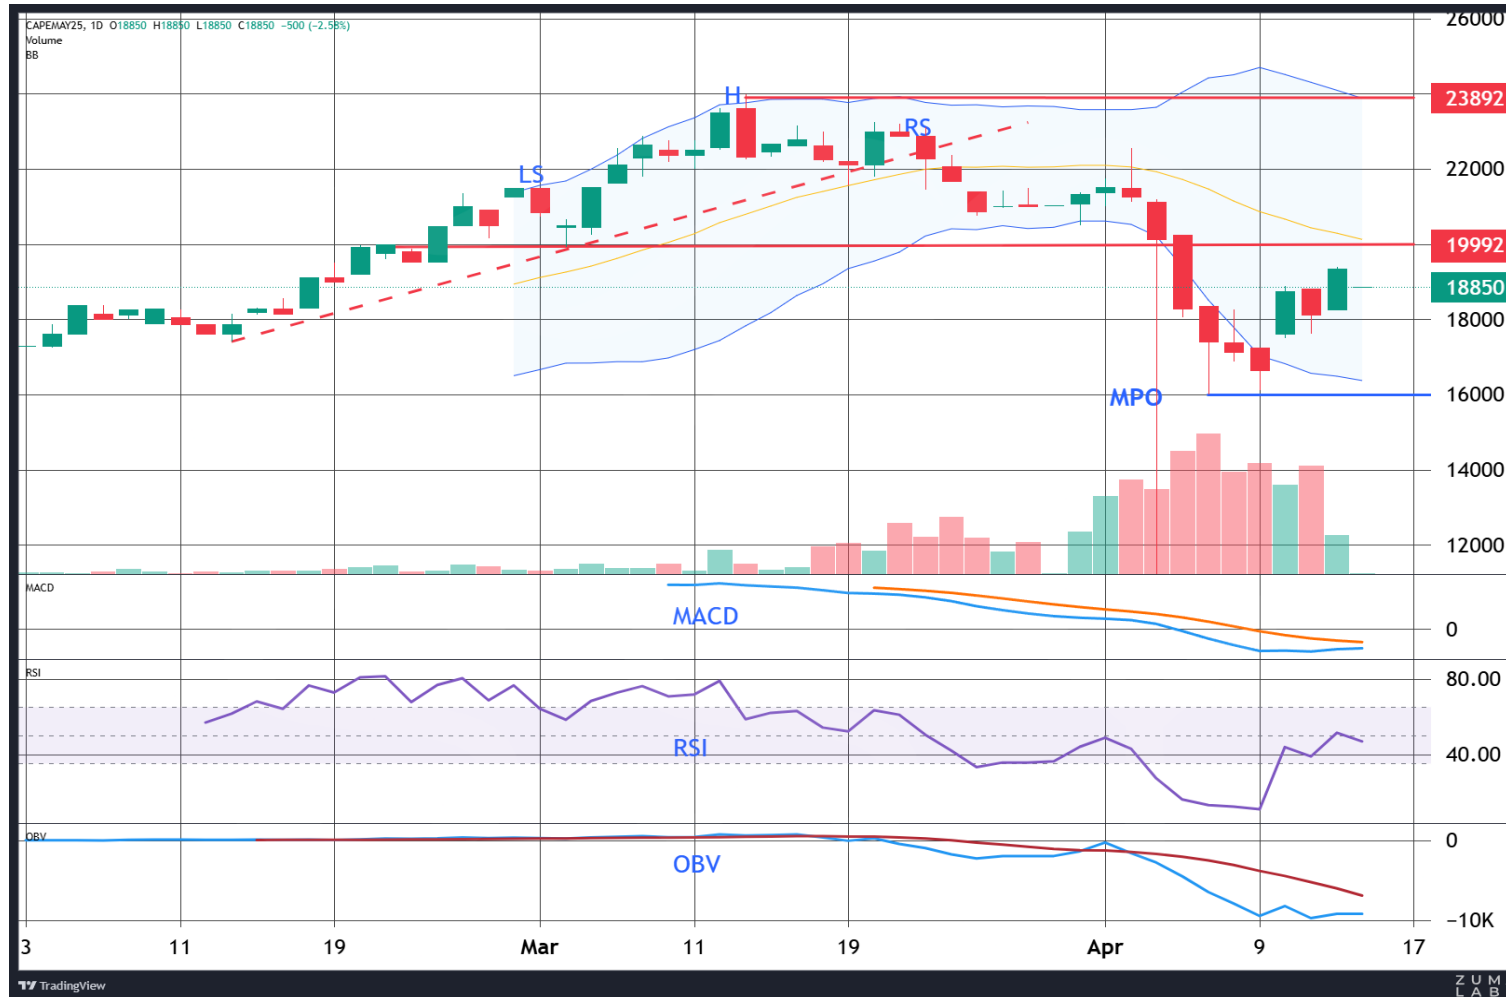 CAPEMAY25, 1D O18850 H18850 L18850 C18850 −500 (−2.58%)
Volume
BB
26000
H
23892
RS
LS
22000
19992
18850
18000
MPO
16000
14000
12000
MACD
MACD
0
RSI
80.00
RSI
40.00
OBV
0
OBV
−10K
3 11 19 Mar 11 19 Apr 9 17
TradingView
ZUM
LAB